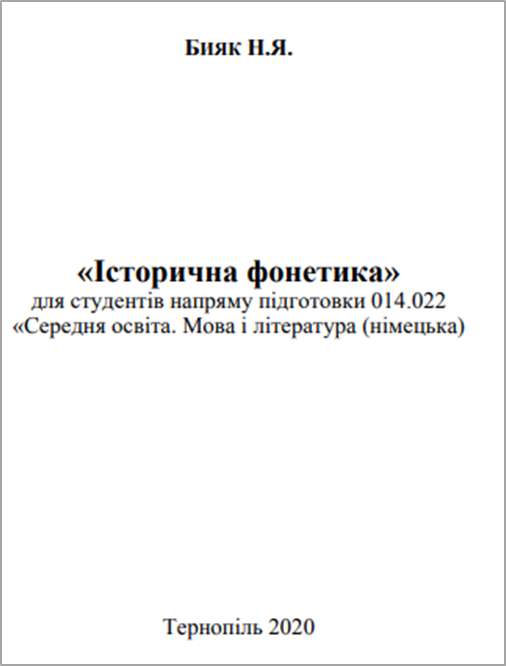 Бияк Н.Я.
«Історична фонетика»
для студентів напряму підготовки 014.022
«Середня освіта. Мова і література (німецька)
Тернопіль 2020